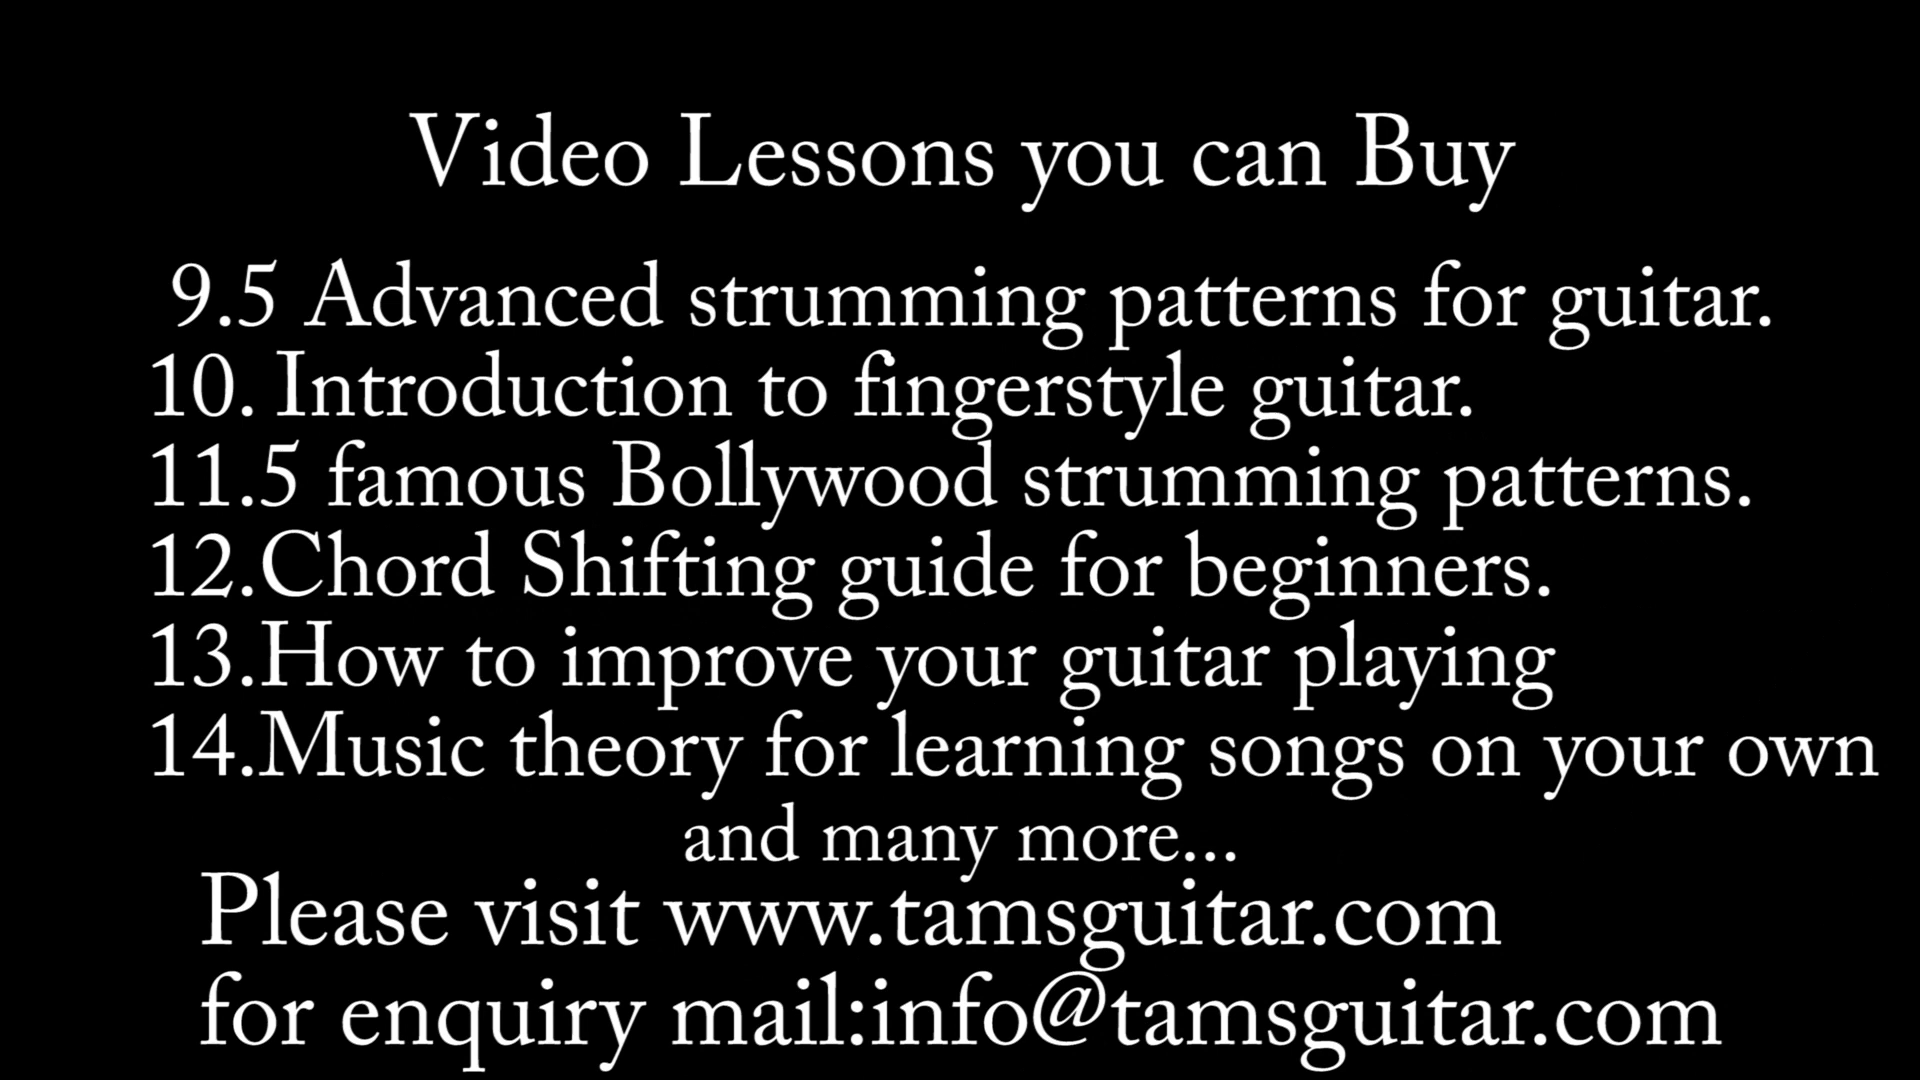 Video Lessons you can Buy
9.5 Advanced strumming patterns for guitar.
10. Introduction to fingerstyle guitar.
11.5 famous Bollywood strumming patterns.
12.Chord Shifting guide for beginners.
13.How to improve your guitar playing
14.Music theory for learning songs on your own
and many more...
Please visit www.tamsguitar.com
for enquiry mail:info@tamsguitar.com